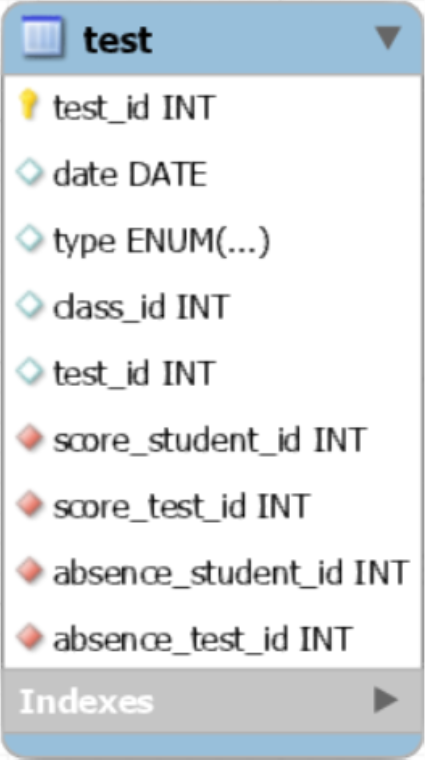 test
test_id INT
date DATE
type ENUM(...)
class_id INT
test_id INT
score_student_id INT
score_test_id INT
absence_student_id INT
absence_test_id INT
Indexes